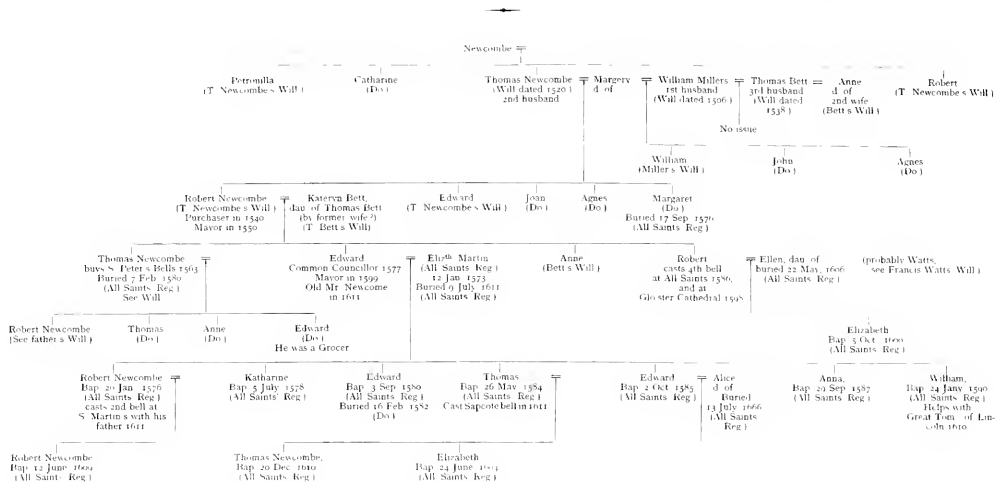 Newcombe
Petronilla
(T. Newcombe's Will)
Catharine
(Do)
Thomas Newcombe
(Will dated 1520)
2nd husband
Margery
d of
William Millers
1st husband
(Will dated 1506)
Thomas Bett
3rd husband
(Will dated
1538)
Anne
d of
2nd wife
(Bett's Will)
Robert
(T Newcombe's Will)
No issue
William
(Miller's Will)
John
(Do)
Agnes
(Do)
Robert Newcombe
(T Newcombe's Will)
Purchaser in 1540
Mayor in 1550
Kateryn Bett,
dau of Thomas Bett
(by former wife?)
(T Bett's Will)
Edward
(T Newcombe's Will)
Joan
(Do)
Agnes
(Do)
Margaret
(Do)
Buried 17 Sep 1576
(All Saints Reg)
Thomas Newcombe
buys S. Peter's Bells 1563
Buried 7 Feb 1580
(All Saints Reg)
See Will
Edward
Common Councillor 1577
Mayor in 1599
Old Mr Newcome
in 1611
Elizth Martin
(All Saints Reg)
12 Jan 1573
Buried 9 July 1611
(All Saints Reg)
Anne
(Bett's Will)
Robert
casts 4th bell
at All Saints 1586,
and at
Glo'ster Cathedral 1598
Ellen, dau of
buried 22 May, 1606
(All Saints Reg)
(probably Watts,
see Francis Watts Will)
Robert Newcombe
(See father's Will)
Thomas
(Do)
Anne
(Do)
Edward
(Do)
He was a Grocer
Elizabeth
Bap 5 Oct 1600
(All Saints Reg)
Robert Newcombe
Bap 20 Jan 1576
(All Saints Reg)
casts 2nd bell at
S Martin's with his
father 1611
Katharine
Bap 5 July 1578
(All Saints' Reg)
Edward
Bap 3 Sep 1580
(All Saints Reg)
Buried 16 Feb 1582
(Do)
Thomas
Bap 26 May 1584
(All Saints Reg)
Cast Sapcote bell in 1611
Edward
Bap 2 Oct 1585
(All Saints Reg)
Alice
d of
Buried
13 July 1666
(All Saints
Reg)
Anna,
Bap 29 Sep 1587
(All Saints Reg)
William,
Bap 24 Jany 1590
(All Saints Reg)
Helps with
Great Tom of Lin-
coln 1610
Robert Newcombe
Bap 12 June 1609
(All Saints Reg)
Thomas Newcombe,
Bap 20 Dec 1610
(All Saints Reg)
Elizabeth
Bap 24 June
(All Saints Reg)